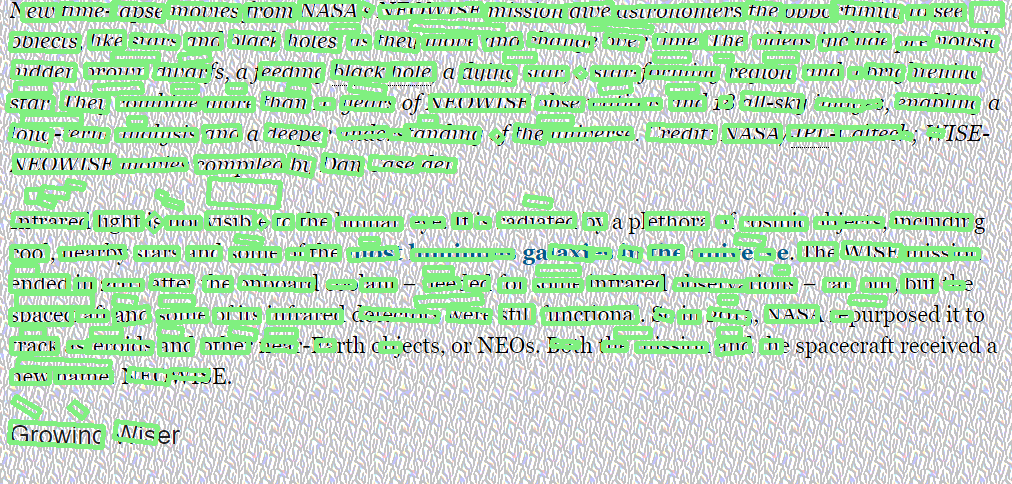 New time-lapse movies from NASA's NEOWISE mission give astronomers the opportunity to see
objects like stars and black holes as they move and change over time. The videos include previously
hidden brown dwarfs, a feeding black hole, a dying star, a star-forming region, and a brightening
star. They combine more than 10 years of NEOWISE observations and 18 all-sky images, enabling a
long-term analysis and a deeper understanding of the universe. Credit: NASA/JPL-Caltech; WISE-
NEOWISE movies compiled by Dan Caselden
Infrared light is not visible to the human eye. It is radiated by a plethora of cosmic objects, including
cool, nearby stars and some of the most luminous galaxies in the universe. The WISE mission
ended in 2011 after the onboard coolant – needed for some infrared observations – ran out, but the
spacecraft and some of its infrared detectors were still functional. So in 2013, NASA repurposed it to
track asteroids and other near-Earth objects, or NEOs. Both the mission and the spacecraft received a
new name: NEOWISE.
Growing Wiser